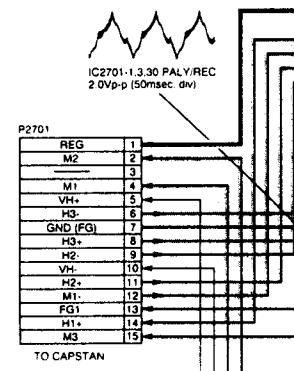 IC2701-1.3.30 PALY/REC
2.0Vp-p (50msec. div)
P2701
REG 1
M2 2
3
M1 4
VH+ 5
H3- 6
GND (FG) 7
H3+ 8
H2- 9
VH- 10
H2+ 11
M1- 12
FG1 13
H1+ 14
M3 15
TO CAPSTAN